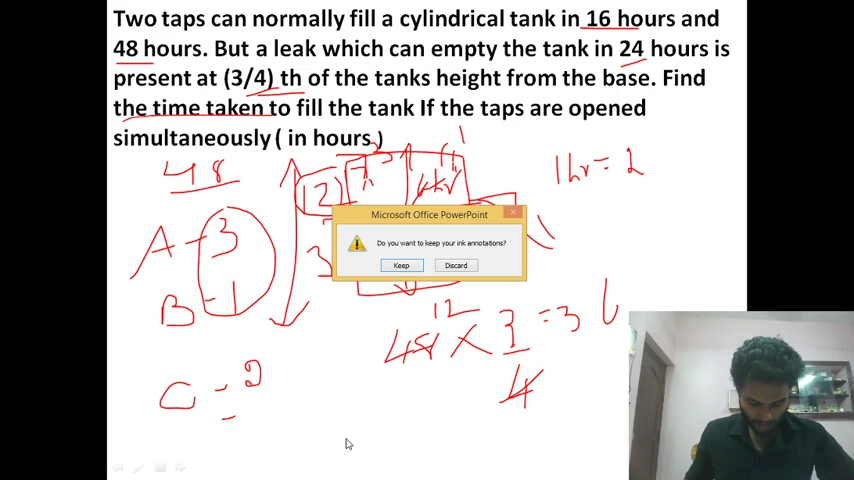 Two taps can normally fill a cylindrical tank in 16 hours and
48 hours. But a leak which can empty the tank in 24 hours is
present at (3/4) th of the tanks height from the base. Find
the time taken to fill the tank If the taps are opened
simultaneously ( in hours )
48
12
1hr = 2
A - 3
Microsoft Office PowerPoint
Do you want to keep your ink annotations?
Keep Discard
B - 1
12
48 × 3 = 3
4
C = 2